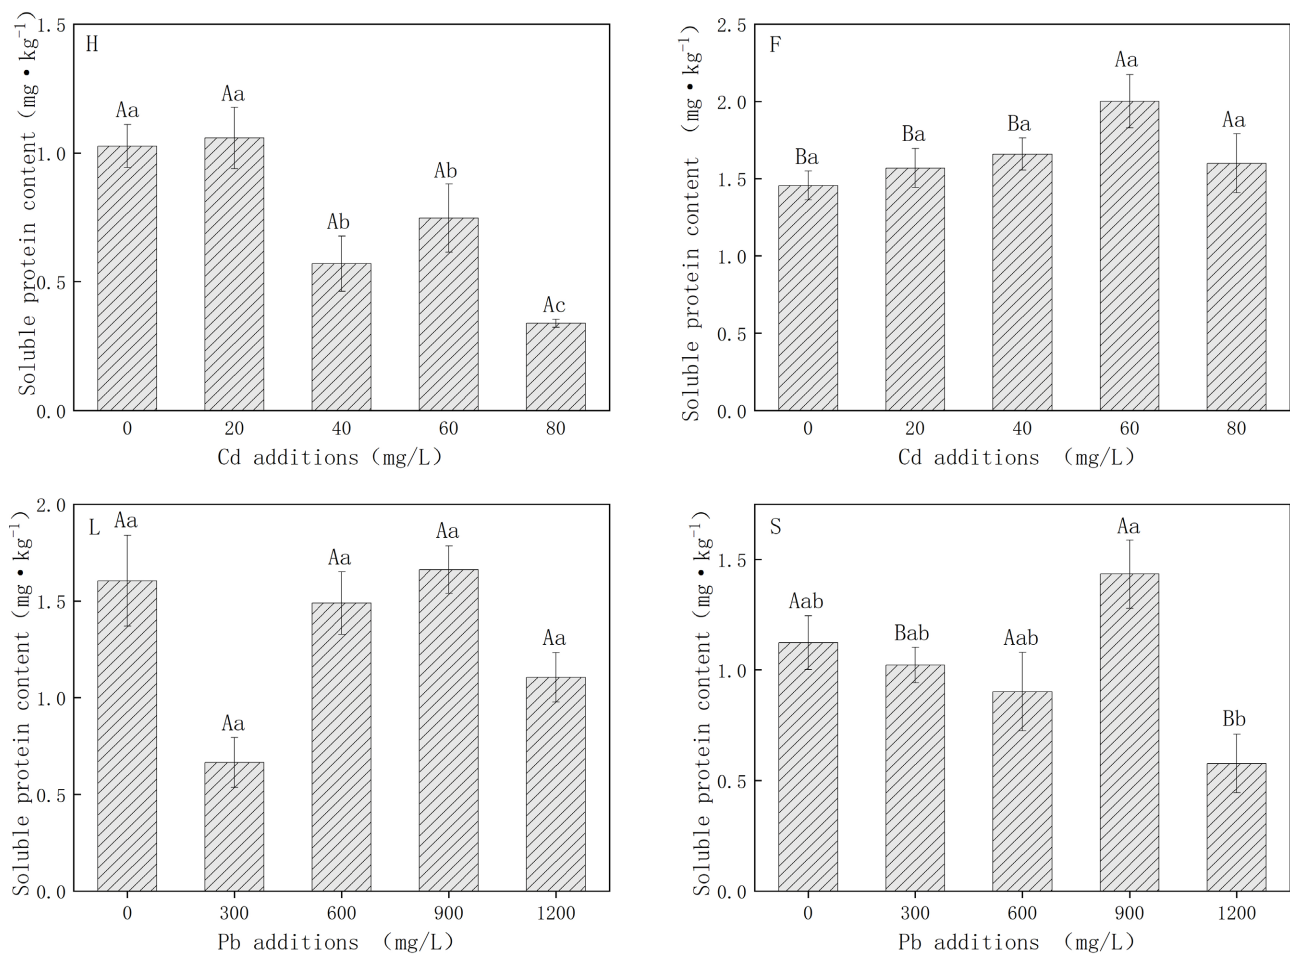 H
Soluble protein content（mg·kg⁻¹）
1.5
1.0
0.5
0.0
Aa
Aa
Ab
Ab
Ac
0 20 40 60 80
Cd additions（mg/L）
F
Soluble protein content （mg·kg⁻¹）
2.5
2.0
1.5
1.0
0.5
0.0
Ba
Ba
Ba
Aa
Aa
0 20 40 60 80
Cd additions （mg/L）
L
Soluble protein content（mg·kg⁻¹）
2.0
1.5
1.0
0.5
0.0
Aa
Aa
Aa
Aa
Aa
0 300 600 900 1200
Pb additions （mg/L）
S
Soluble protein content（mg·kg⁻¹）
1.5
1.0
0.5
0.0
Aab
Bab
Aab
Aa
Bb
0 300 600 900 1200
Pb additions （mg/L）